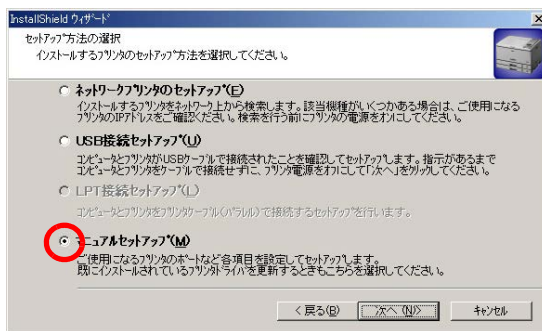 InstallShield ウィザード
セットアップ方法の選択
インストールするプリンタのセットアップ方法を選択してください。
ネットワークプリンタのセットアップ(E)
インストールするプリンタをネットワーク上から検索します。該当機種がいくつかある場合は、ご使用になる
プリンタのIPアドレスをご確認ください。検索を行う前にプリンタの電源をオンにしてください。
USB接続セットアップ(U)
コンピュータとプリンタがUSBケーブルで接続されたことを確認してセットアップします。指示があるまで
コンピュータとプリンタをケーブルで接続せずに、プリンタ電源をオフにして「次へ」をクリックしてください。
LPT接続セットアップ(L)
コンピュータとプリンタをプリンタケーブル(パラレル)で接続するセットアップを行います。
マニュアルセットアップ(M)
ご使用になるプリンタのポートなど各項目を設定してセットアップします。
既にインストールされているプリンタドライバを更新するときもこちらを選択してください。
< 戻る(B)
次へ (N)>
キャンセル